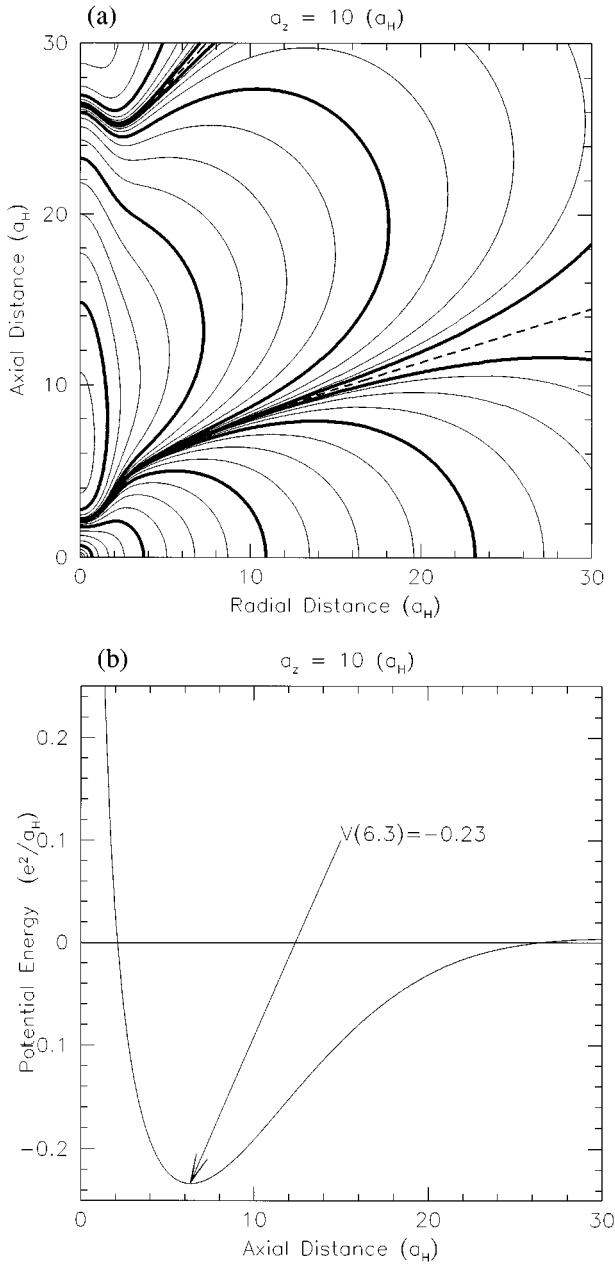 (a) a_z = 10 (a_H)
30
20
10
0
Axial Distance (a_H)
0 10 20 30
Radial Distance (a_H)
(b) a_z = 10 (a_H)
0.2
0.1
0
−0.1
−0.2
Potential Energy (e²/a_H)
V(6.3)=−0.23
0 10 20 30
Axial Distance (a_H)